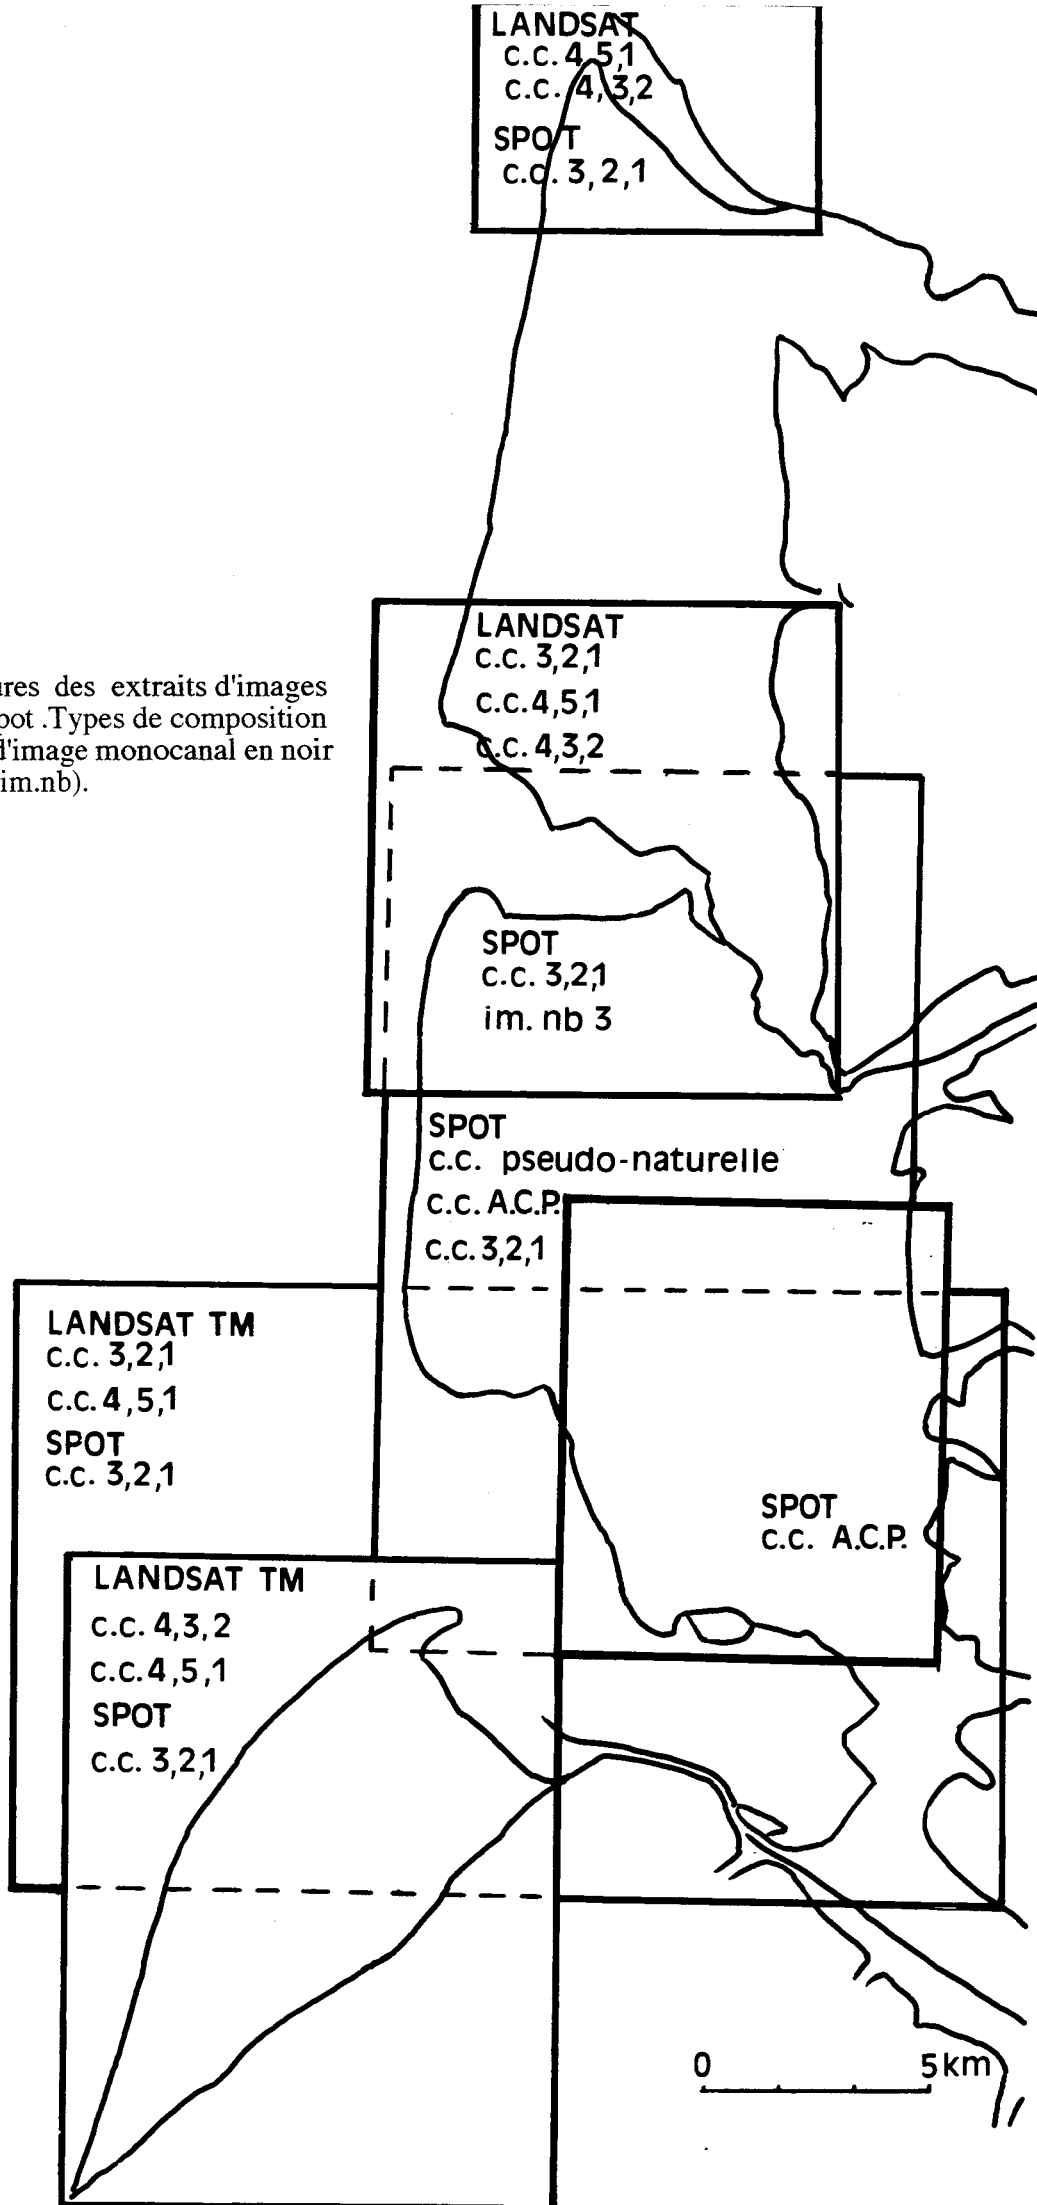 LANDSAT
c.c. 4,5,1
c.c. 4,3,2
SPOT
c.c. 3,2,1
des extraits d'images
.Types de composition
d'image monocanal en noir
im.nb).
LANDSAT
c.c. 3,2,1
c.c. 4,5,1
c.c. 4,3,2
SPOT
c.c. 3,2,1
im. nb 3
SPOT
c.c. pseudo-naturelle
c.c. A.C.P.
c.c. 3,2,1
LANDSAT TM
c.c. 3,2,1
c.c. 4,5,1
SPOT
c.c. 3,2,1
SPOT
c.c. A.C.P.
LANDSAT TM
c.c. 4,3,2
c.c. 4,5,1
SPOT
c.c. 3,2,1
0 5 km